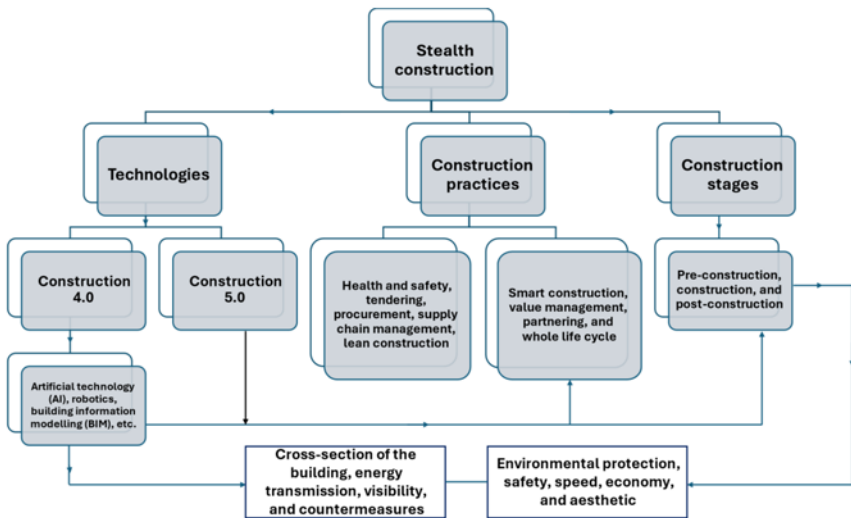 Stealth
construction
Technologies
Construction
practices
Construction
stages
Construction
4.0
Construction
5.0
Health and safety,
tendering,
procurement, supply
chain management,
lean construction
Smart construction,
value management,
partnering, and
whole life cycle
Pre-construction,
construction, and
post-construction
Artificial technology
(AI), robotics,
building information
modelling (BIM), etc.
Cross-section of the
building, energy
transmission, visibility,
and countermeasures
Environmental protection,
safety, speed, economy,
and aesthetic